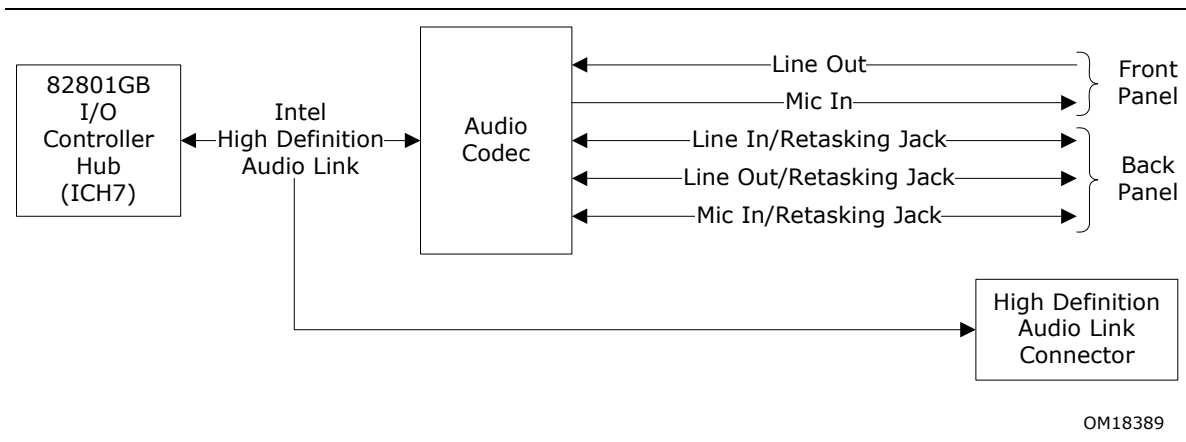 82801GB
I/O
Controller
Hub
(ICH7)
Intel
High Definition
Audio Link
Audio
Codec
Line Out
Mic In
Line In/Retasking Jack
Line Out/Retasking Jack
Mic In/Retasking Jack
Front
Panel
Back
Panel
High Definition
Audio Link
Connector
OM18389